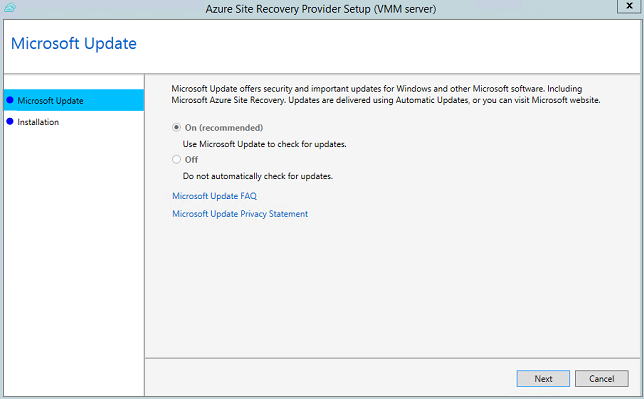 Azure Site Recovery Provider Setup (VMM server)
x
Microsoft Update
Microsoft Update
Installation
Microsoft Update offers security and important updates for Windows and other Microsoft software. Including
Microsoft Azure Site Recovery. Updates are delivered using Automatic Updates, or you can visit Microsoft website.
On (recommended)
Use Microsoft Update to check for updates.
Off
Do not automatically check for updates.
Microsoft Update FAQ
Microsoft Update Privacy Statement
Next
Cancel